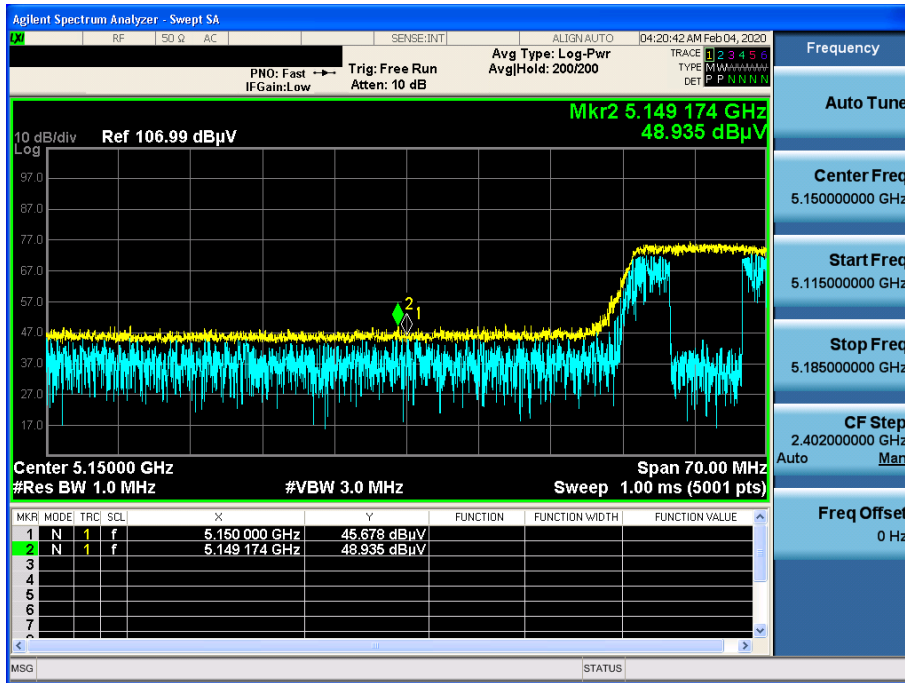 Agilent Spectrum Analyzer - Swept SA
LXI RF 50 Ω AC SENSE:INT ALIGN AUTO 04:20:42 AM Feb 04, 2020
PNO: Fast Trig: Free Run Avg Type: Log-Pwr TRACE 1 2 3 4 5 6
IFGain:Low Atten: 10 dB Avg|Hold: 200/200 TYPE M
DET P P N N N N
Frequency
Mkr2 5.149 174 GHz
48.935 dBµV
10 dB/div Ref 106.99 dBµV
Log
97.0
87.0
77.0
67.0
57.0
47.0
37.0
27.0
17.0
2
1
Center 5.15000 GHz Span 70.00 MHz
#Res BW 1.0 MHz #VBW 3.0 MHz Sweep 1.00 ms (5001 pts)
MKR MODE TRC SCL X Y FUNCTION FUNCTION WIDTH FUNCTION VALUE
1 N 1 f 5.150 000 GHz 45.678 dBµV
2 N 1 f 5.149 174 GHz 48.935 dBµV
3
4
5
6
7
MSG STATUS
Auto Tune
Center Freq
5.150000000 GHz
Start Freq
5.115000000 GHz
Stop Freq
5.185000000 GHz
CF Step
2.402000000 GHz
Auto Man
Freq Offset
0 Hz